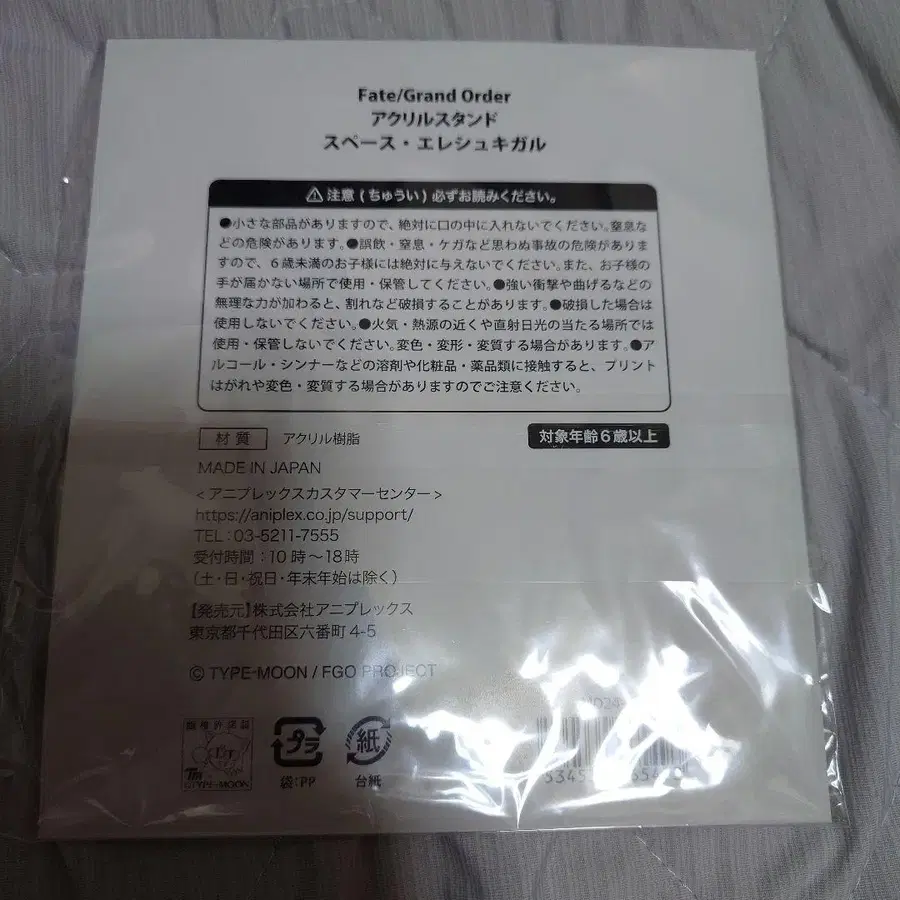 Fate/Grand Order
アクリルスタンド
スペース・エレシュキガル
注意(ちゅうい)必ずお読みください。
●小さな部品がありますので、絶対に口の中に入れないでください。窒息な
どの危険があります。●誤飲・窒息・ケガなど思わぬ事故の危険がありま
すので、6歳未満のお子様には絶対に与えないでください。また、お子様の
手が届かない場所で使用・保管してください。●強い衝撃や曲げるなどの
無理な力が加わると、割れなど破損することがあります。●破損した場合は
使用しないでください。●火気・熱源の近くや直射日光の当たる場所では
使用・保管しないでください。変色・変形・変質する場合があります。●ア
ルコール・シンナーなどの溶剤や化粧品・薬品類に接触すると、プリント
はがれや変色・変質する場合がありますのでご注意ください。
材質 アクリル樹脂 対象年齢6歳以上
MADE IN JAPAN
<アニプレックスカスタマーセンター>
https://aniplex.co.jp/support/
TEL:03-5211-7555
受付時間:10時〜18時
(土・日・祝日・年末年始は除く)
【発売元】株式会社アニプレックス
東京都千代田区六番町4-5
© TYPE-MOON / FGO PROJECT
版権許諾証
TM
©TYPE-MOON
プラ
袋:PP
紙
台紙